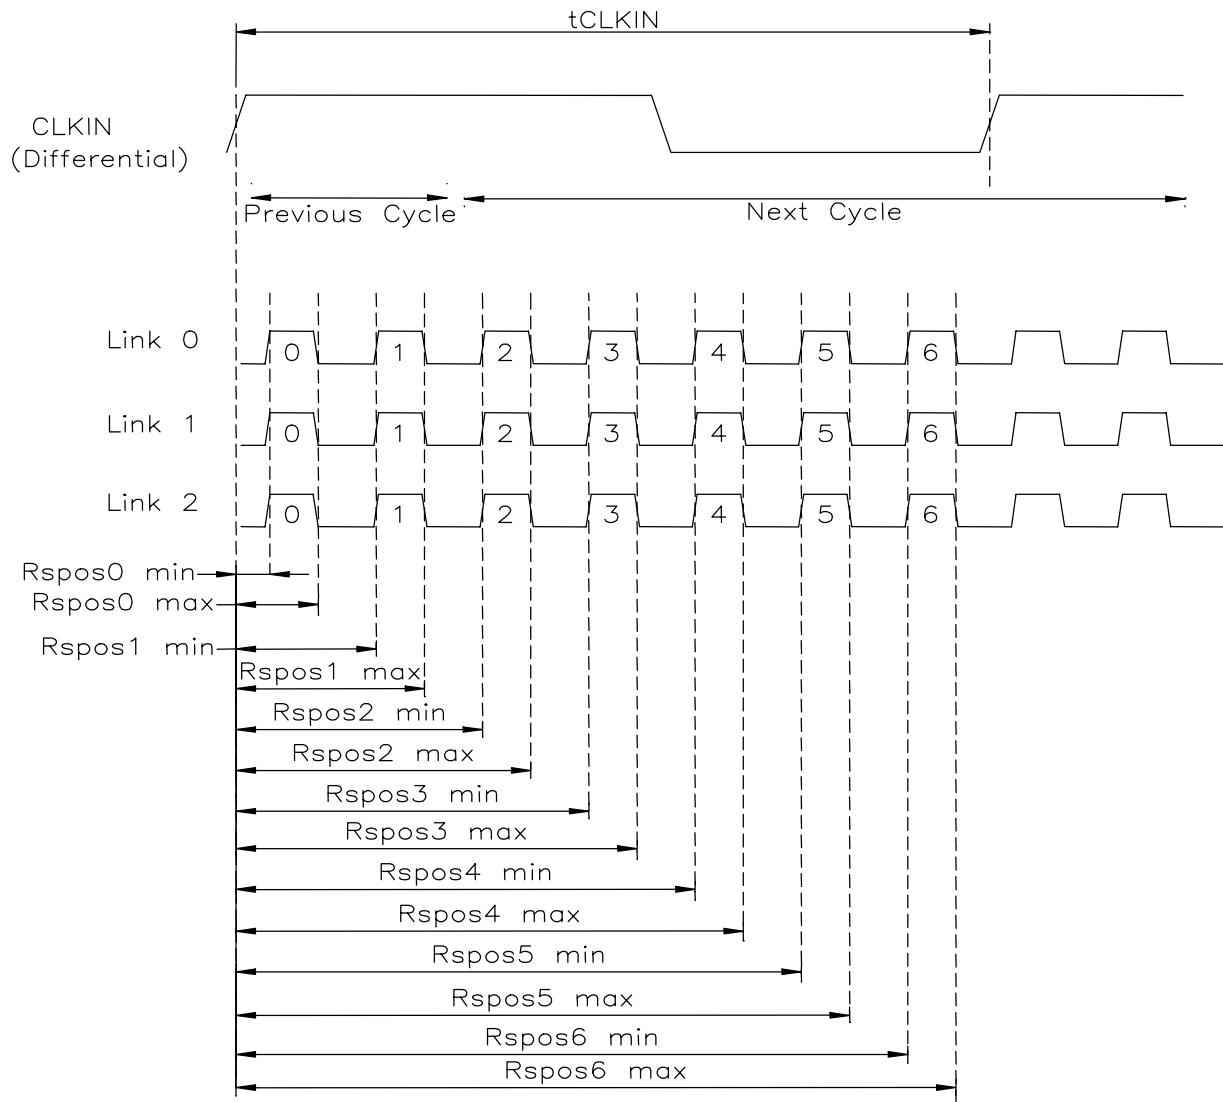 tCLKIN
CLKIN
(Differential)
Previous Cycle
Next Cycle
Link 0
0 1 2 3 4 5 6
Link 1
0 1 2 3 4 5 6
Link 2
0 1 2 3 4 5 6
Rspos0 min
Rspos0 max
Rspos1 min
Rspos1 max
Rspos2 min
Rspos2 max
Rspos3 min
Rspos3 max
Rspos4 min
Rspos4 max
Rspos5 min
Rspos5 max
Rspos6 min
Rspos6 max